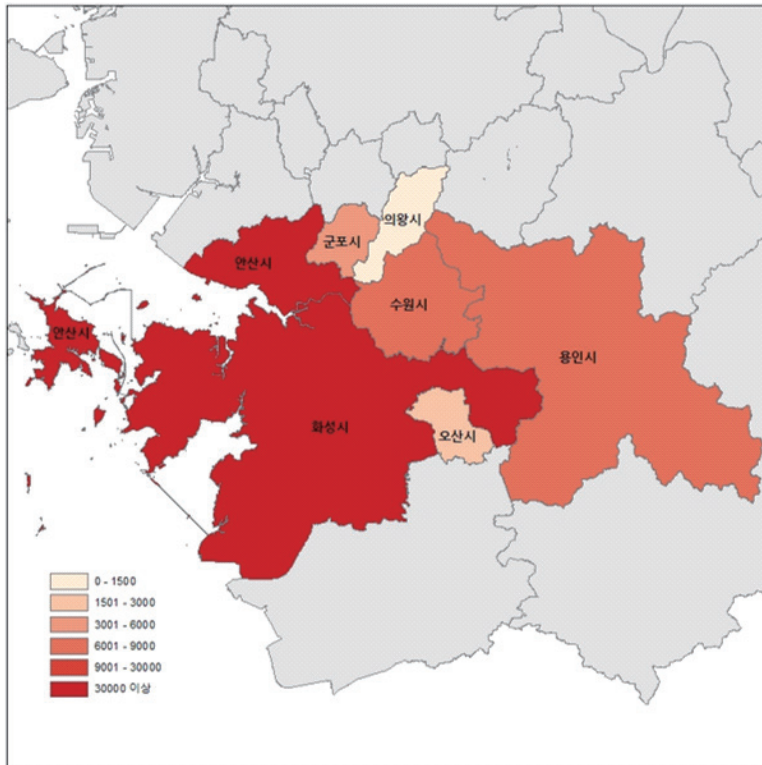 의왕시
군포시
안산시
수원시
안산시
용인시
화성시
오산시
0 - 1500
1501 - 3000
3001 - 6000
6001 - 9000
9001 - 30000
30000 이상